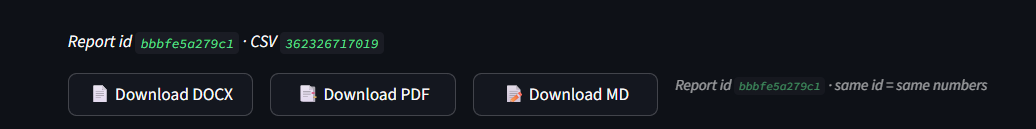 Report id bbbfe5a279c1 · CSV 362326717019
Download DOCX
Download PDF
Download MD
Report id bbbfe5a279c1 · same id = same numbers